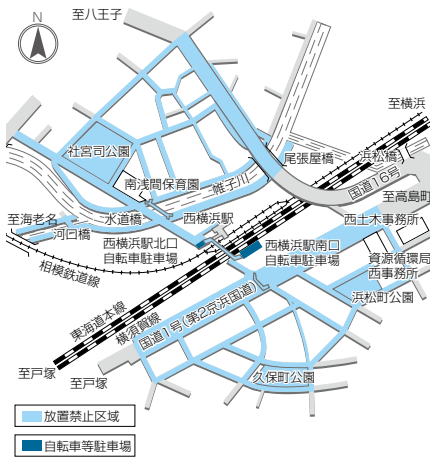 至八王子
N
至横浜
尾張屋橋
浜松橋
社宮司公園
国道16号
南浅間保育園
帷子川
至高島町
至海老名
水道橋
西横浜駅
西土木事務所
河口橋
西横浜駅北口
自転車駐車場
西横浜駅南口
自転車駐車場
資源循環局
西事務所
相模鉄道線
浜松町公園
東海道本線
横須賀線
国道1号(第2京浜国道)
至戸塚
至戸塚
久保町公園
放置禁止区域
自転車等駐車場